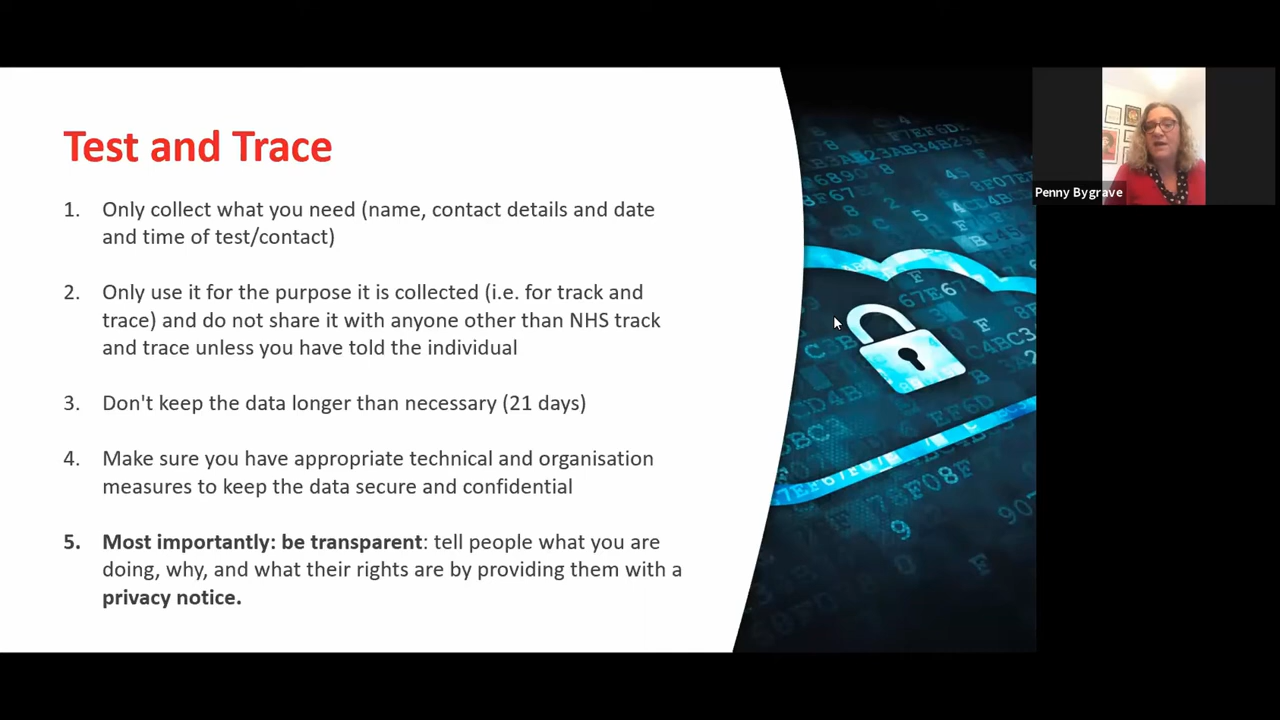 Test and Trace
1. Only collect what you need (name, contact details and date
and time of test/contact)
2. Only use it for the purpose it is collected (i.e. for track and
trace) and do not share it with anyone other than NHS track
and trace unless you have told the individual
3. Don't keep the data longer than necessary (21 days)
4. Make sure you have appropriate technical and organisation
measures to keep the data secure and confidential
5. Most importantly: be transparent: tell people what you are
doing, why, and what their rights are by providing them with a
privacy notice.
Penny Bygrave